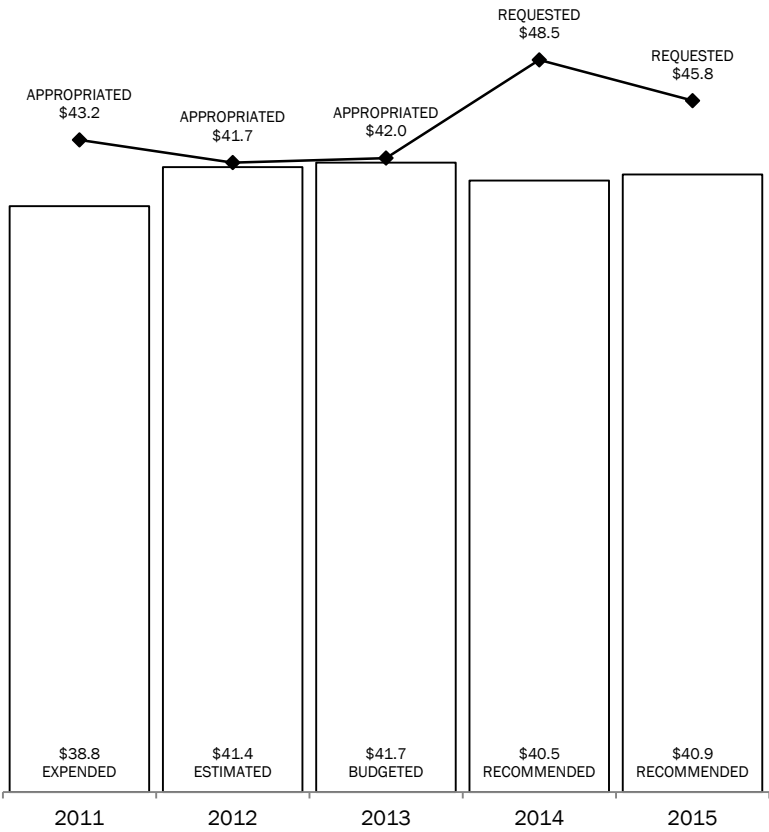 REQUESTED
$48.5
REQUESTED
$45.8
APPROPRIATED
$43.2
APPROPRIATED
$41.7
APPROPRIATED
$42.0
$38.8
EXPENDED
$41.4
ESTIMATED
$41.7
BUDGETED
$40.5
RECOMMENDED
$40.9
RECOMMENDED
2011
2012
2013
2014
2015